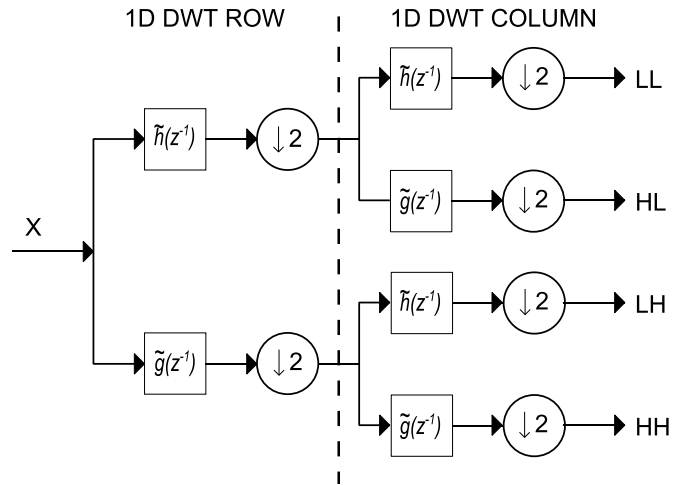 1D DWT ROW
1D DWT COLUMN
h̃(z⁻¹)
↓2
LL
h̃(z⁻¹)
↓2
g̃(z⁻¹)
↓2
HL
X
h̃(z⁻¹)
↓2
LH
g̃(z⁻¹)
↓2
g̃(z⁻¹)
↓2
HH